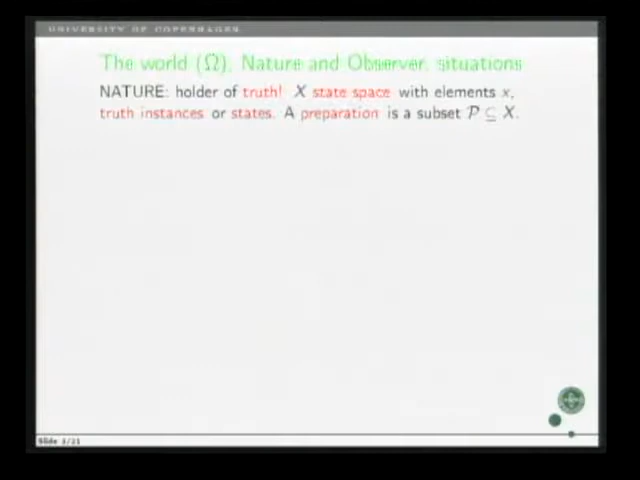 UNIVERSITY OF COPENHAGEN
The world (Ω), Nature and Observer, situations
NATURE: holder of truth! X state space with elements x,
truth instances or states. A preparation is a subset P ⊆ X.
Slide 3/21